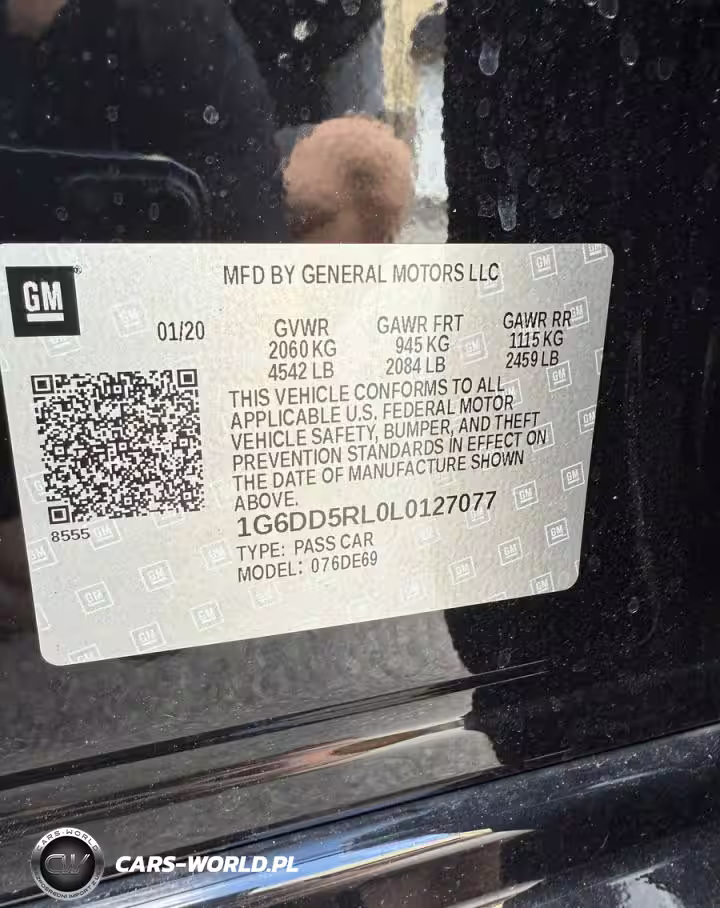 GM
MFD BY GENERAL MOTORS LLC
01/20
GVWR GAWR FRT GAWR RR
2060 KG 945 KG 1115 KG
4542 LB 2084 LB 2459 LB
THIS VEHICLE CONFORMS TO ALL
APPLICABLE U.S. FEDERAL MOTOR
VEHICLE SAFETY, BUMPER, AND THEFT
PREVENTION STANDARDS IN EFFECT ON
THE DATE OF MANUFACTURE SHOWN
ABOVE.
8555
1G6DD5RL0L0127077
TYPE: PASS CAR
MODEL: 076DE69
CARS-WORLD
CW
CARS-WORLD.PL